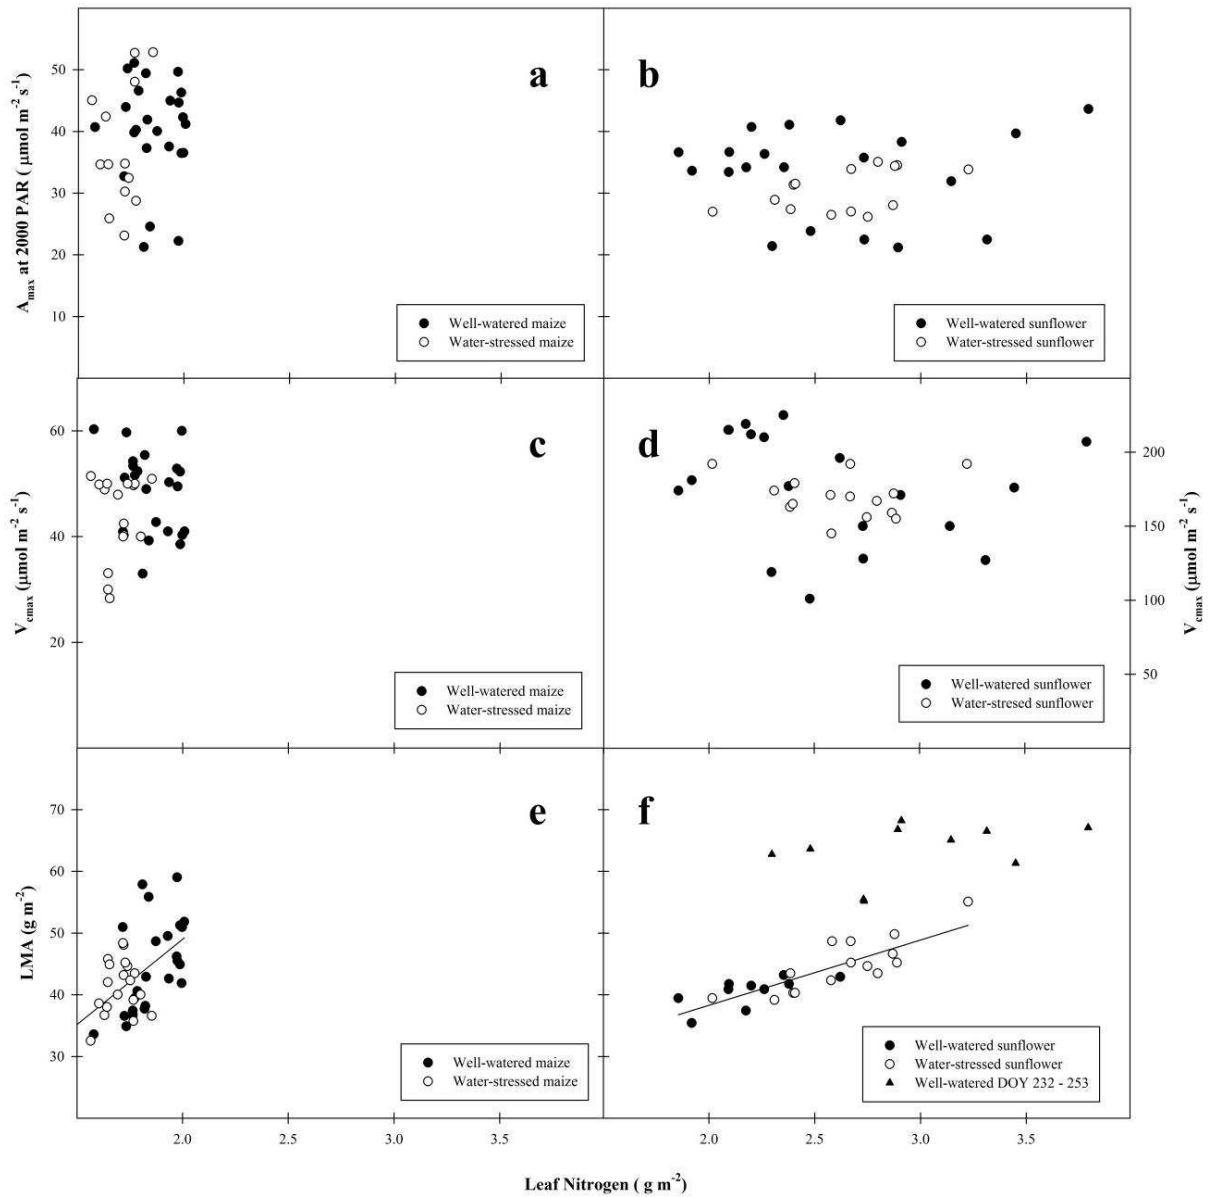 a
b
A max at 2000 PAR ( μmol m⁻² s⁻¹)
50
40
30
20
10
Well-watered maize
Water-stressed maize
Well-watered sunflower
Water-stressed sunflower
c
d
V cmax (μmol m⁻² s⁻¹)
60
40
20
Well-watered maize
Water-stressed maize
Well-watered sunflower
Water-stresed sunflower
200
150
100
50
V cmax (μmol m⁻² s⁻¹)
e
f
LMA (g m⁻²)
70
60
50
40
30
Well-watered maize
Water-stressed maize
Well-watered sunflower
Water-stressed sunflower
Well-watered DOY 232 - 253
2.0 2.5 3.0 3.5 2.0 2.5 3.0 3.5
Leaf Nitrogen ( g m⁻²)